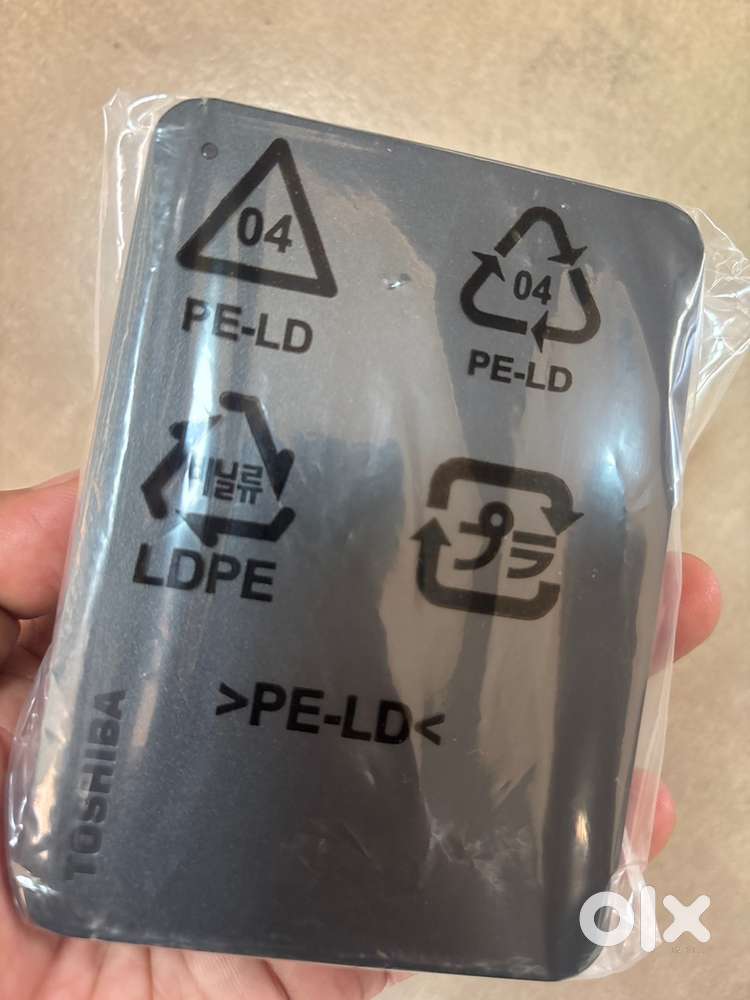 04
PE-LD
04
PE-LD
비닐류
LDPE
プラ
>PE-LD<
TOSHIBA
olx